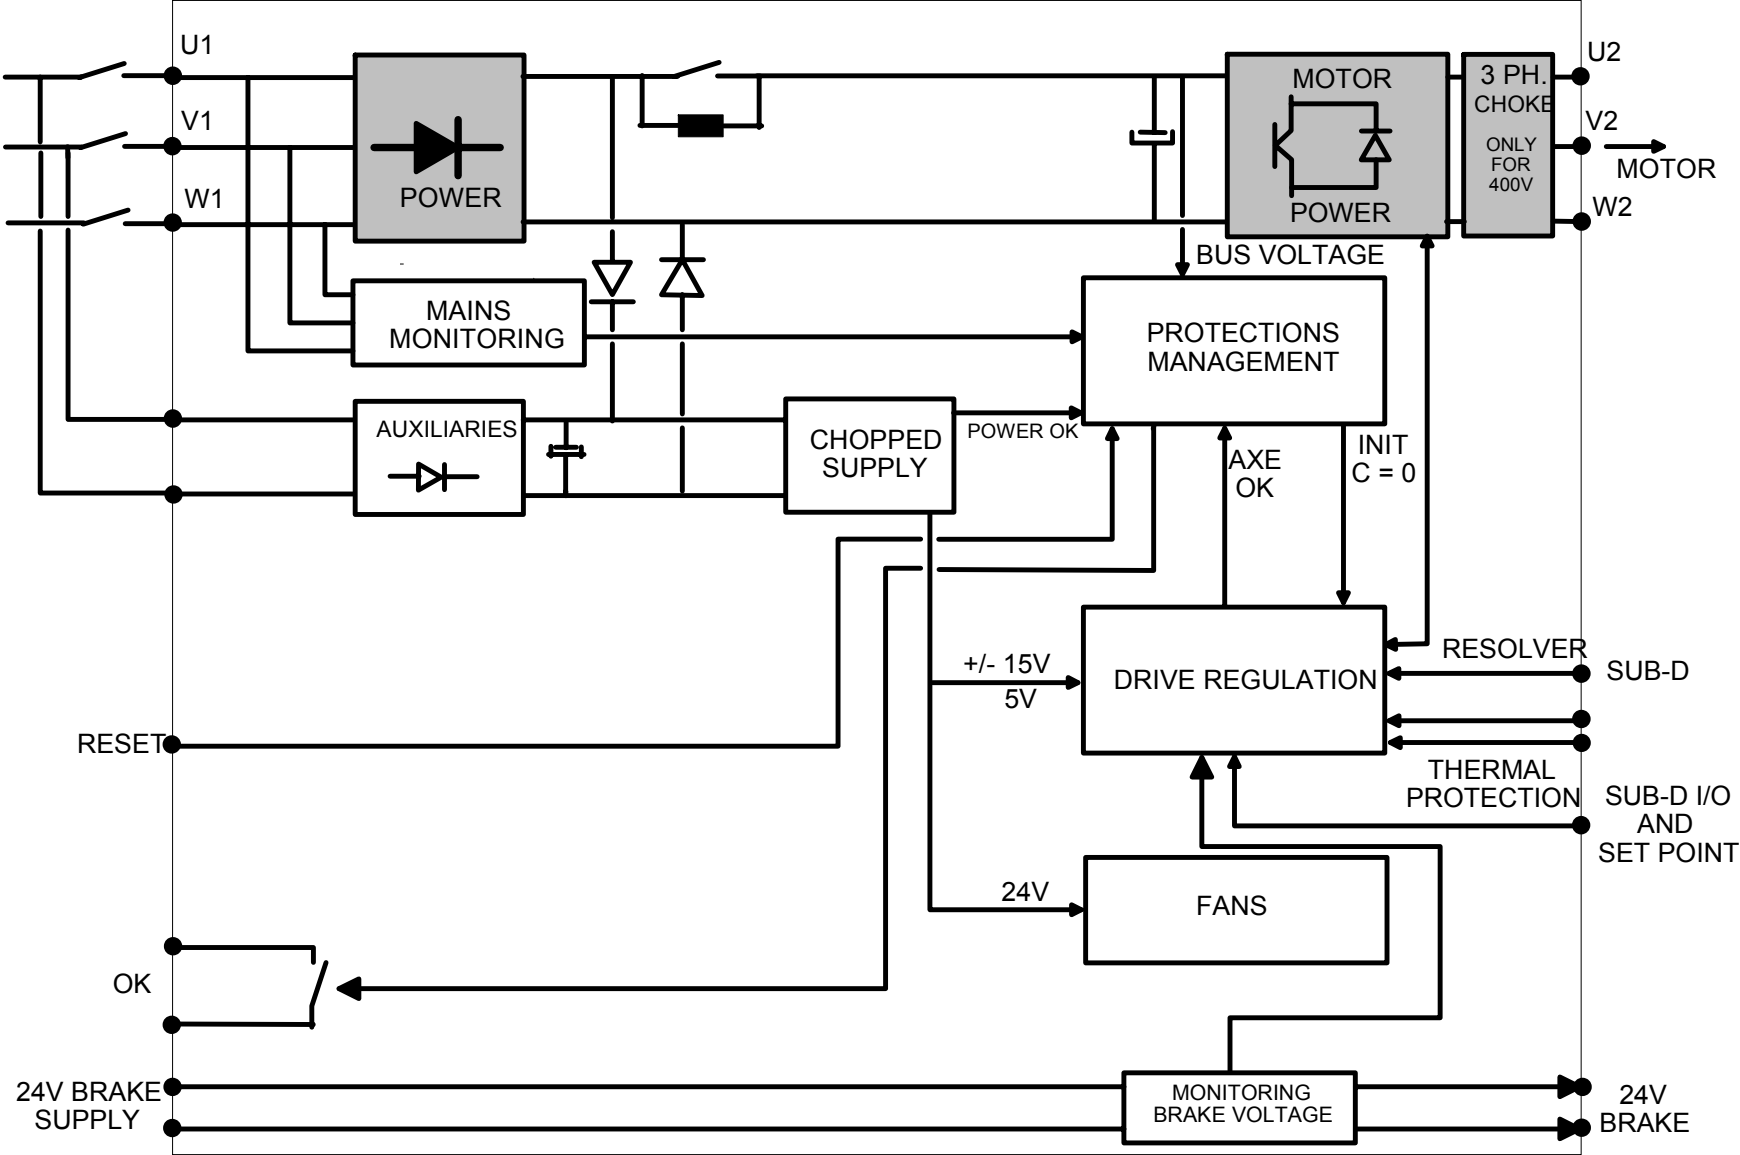 U1
V1
W1
POWER
MOTOR
POWER
3 PH.
CHOKE
ONLY
FOR
400V
U2
V2
MOTOR
W2
BUS VOLTAGE
MAINS
MONITORING
PROTECTIONS
MANAGEMENT
AUXILIARIES
CHOPPED
SUPPLY
POWER OK
AXE
OK
INIT
C = 0
+/- 15V
5V
DRIVE REGULATION
RESOLVER
SUB-D
RESET
THERMAL
PROTECTION
SUB-D I/O
AND
SET POINT
24V
FANS
OK
24V BRAKE
SUPPLY
MONITORING
BRAKE VOLTAGE
24V
BRAKE